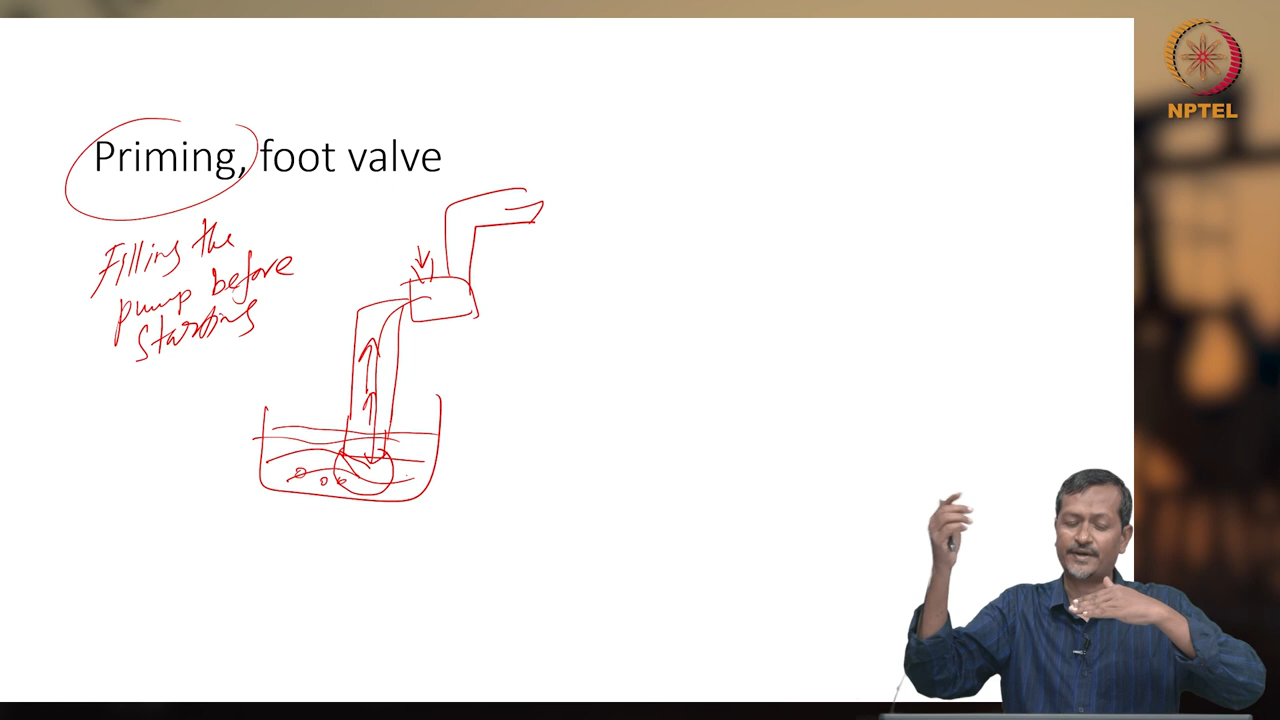 NPTEL
Priming, foot valve
Filling the
pump before
starting